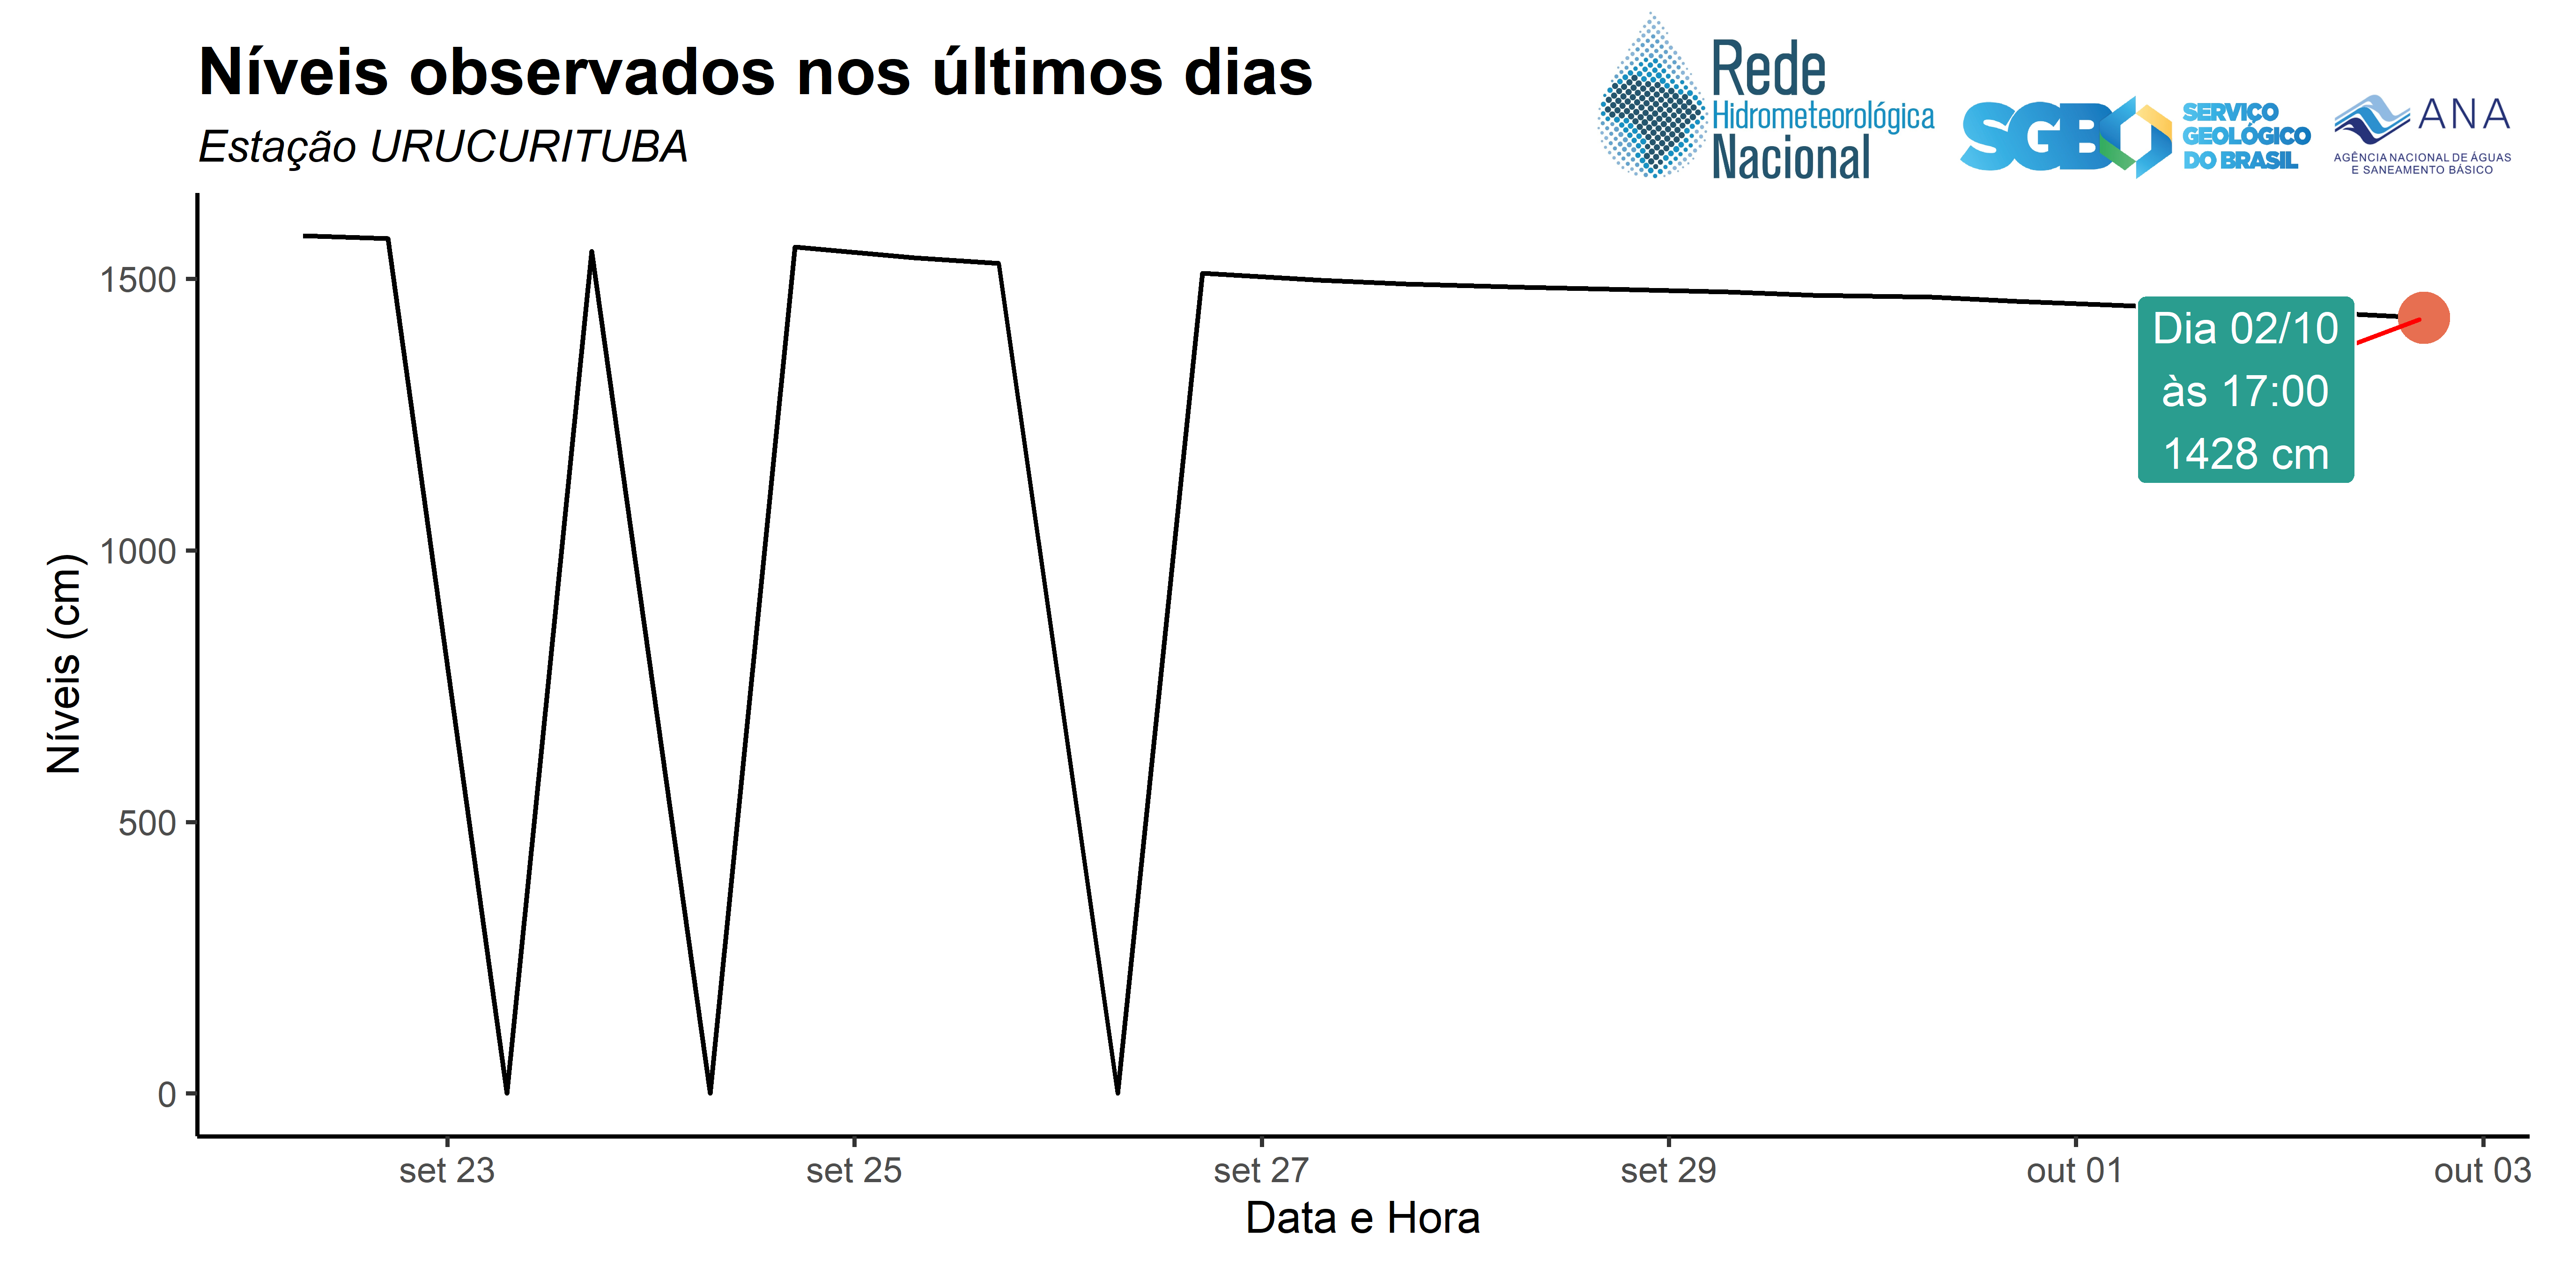 Níveis observados nos últimos dias
Estação URUCURITUBA
Rede
Hidrometeorológica
Nacional
SGB
SERVIÇO
GEOLÓGICO
DO BRASIL
ANA
AGÊNCIA NACIONAL DE ÁGUAS
E SANEAMENTO BÁSICO
Níveis (cm)
1500
1000
500
0
Dia 02/10
às 17:00
1428 cm
set 23
set 25
set 27
set 29
out 01
out 03
Data e Hora